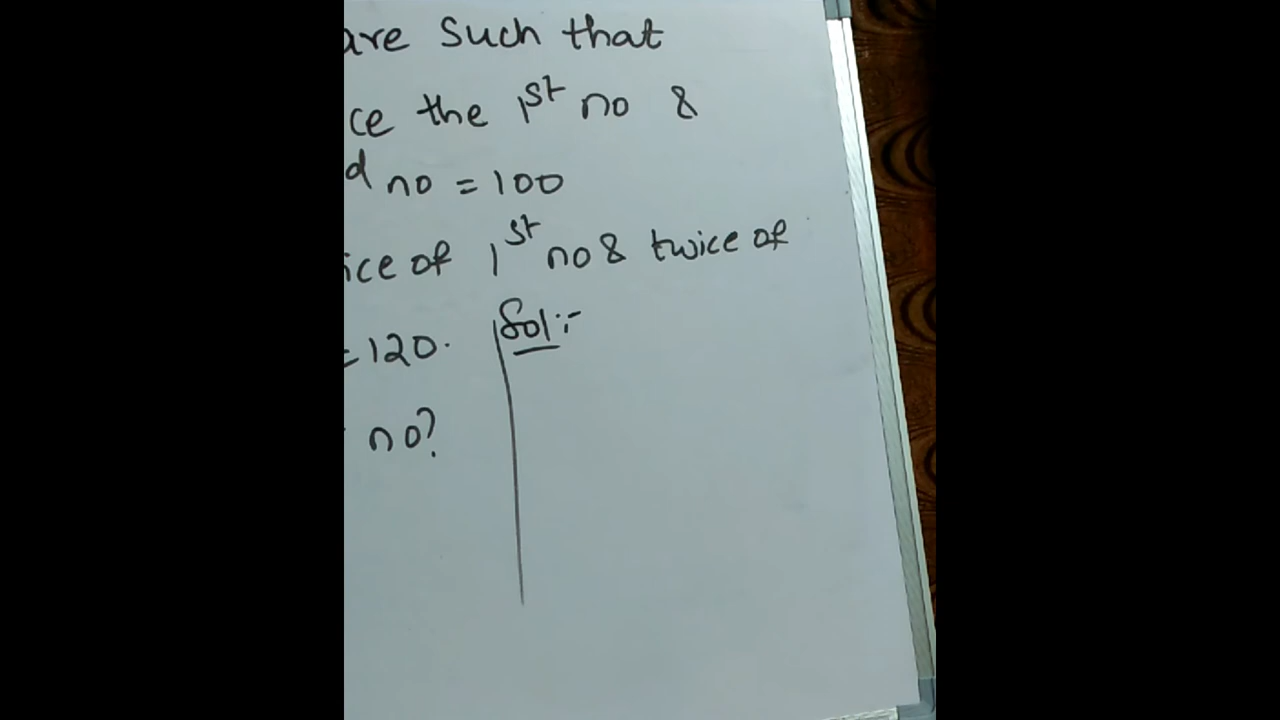 are such that
ce the 1st no &
d no = 100
ice of 1st no & twice of
= 120.
Sol:-
no?